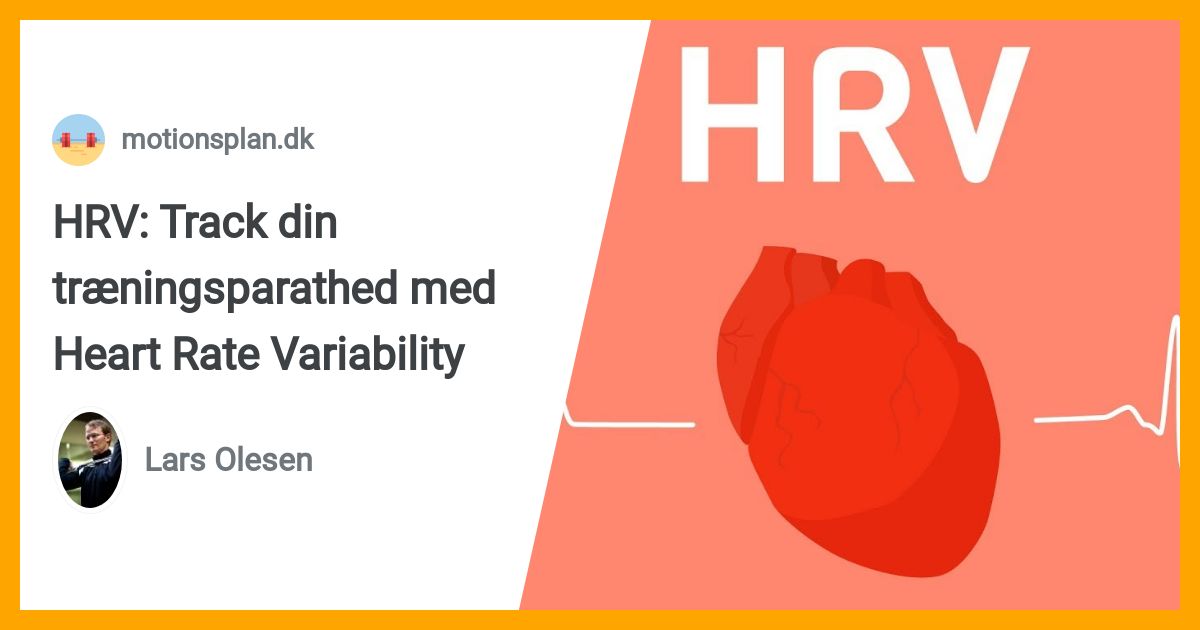 motionsplan.dk
HRV: Track din
træningsparathed med
Heart Rate Variability
Lars Olesen
HRV